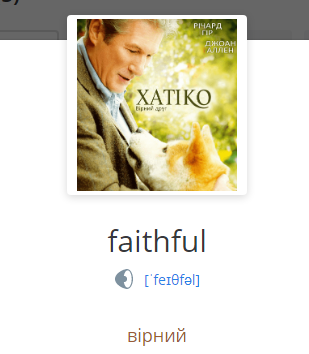 РІЧАРД
ГІР
ДЖОАН
АЛЛЕН
ХАТІКО
Вірний друг
faithful
[ˈfeɪθfəl]
вірний